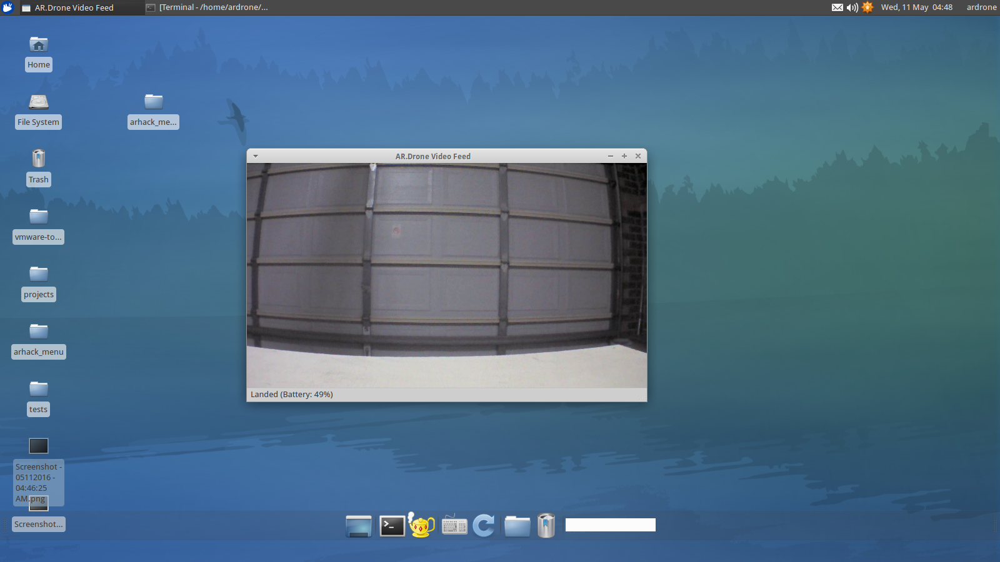 AR.Drone Video Feed
[Terminal - /home/ardrone/...
Wed, 11 May 04:48
ardrone
Home
File System
arhack_me...
Trash
vmware-to...
projects
arhack_menu
tests
Screenshot -
05112016 -
04:46:25
AM.png
Screenshot...
AR.Drone Video Feed
Landed (Battery: 49%)
>_